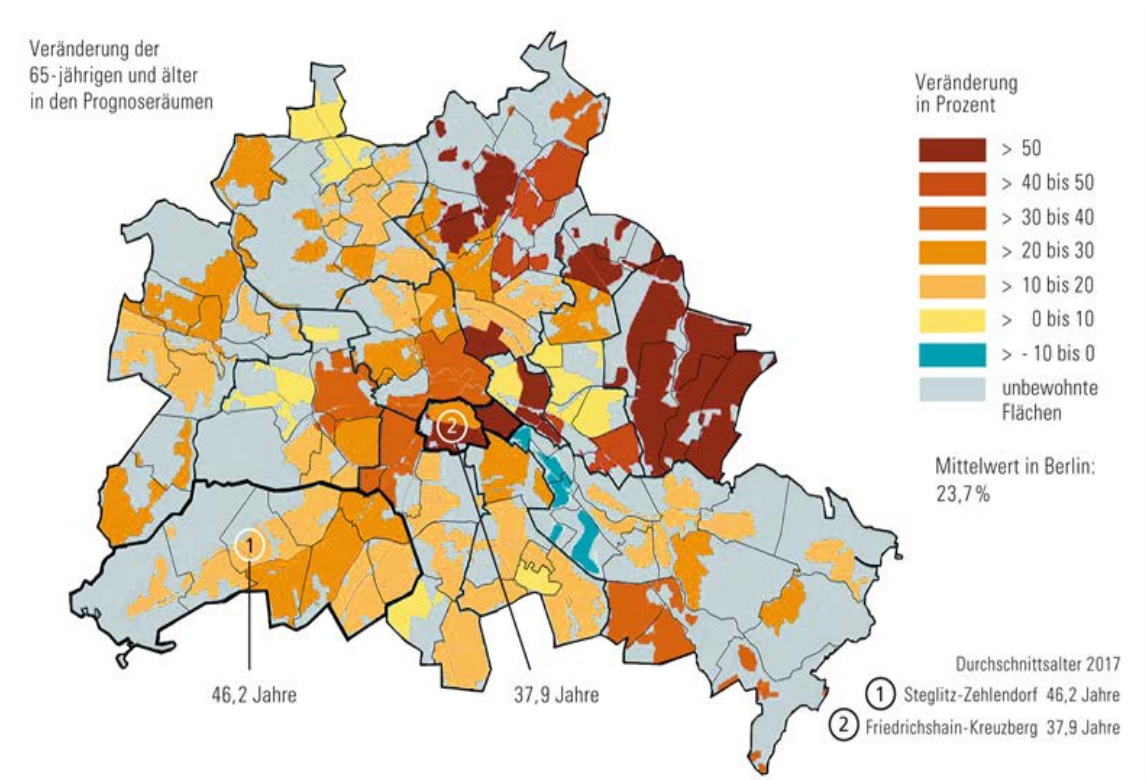 Veränderung der
65-jährigen und älter
in den Prognoseräumen
Veränderung
in Prozent
> 50
> 40 bis 50
> 30 bis 40
> 20 bis 30
> 10 bis 20
> 0 bis 10
> - 10 bis 0
unbewohnte
Flächen
Mittelwert in Berlin:
23,7 %
2
1
46,2 Jahre
37,9 Jahre
Durchschnittsalter 2017
1 Steglitz-Zehlendorf 46,2 Jahre
2 Friedrichshain-Kreuzberg 37,9 Jahre